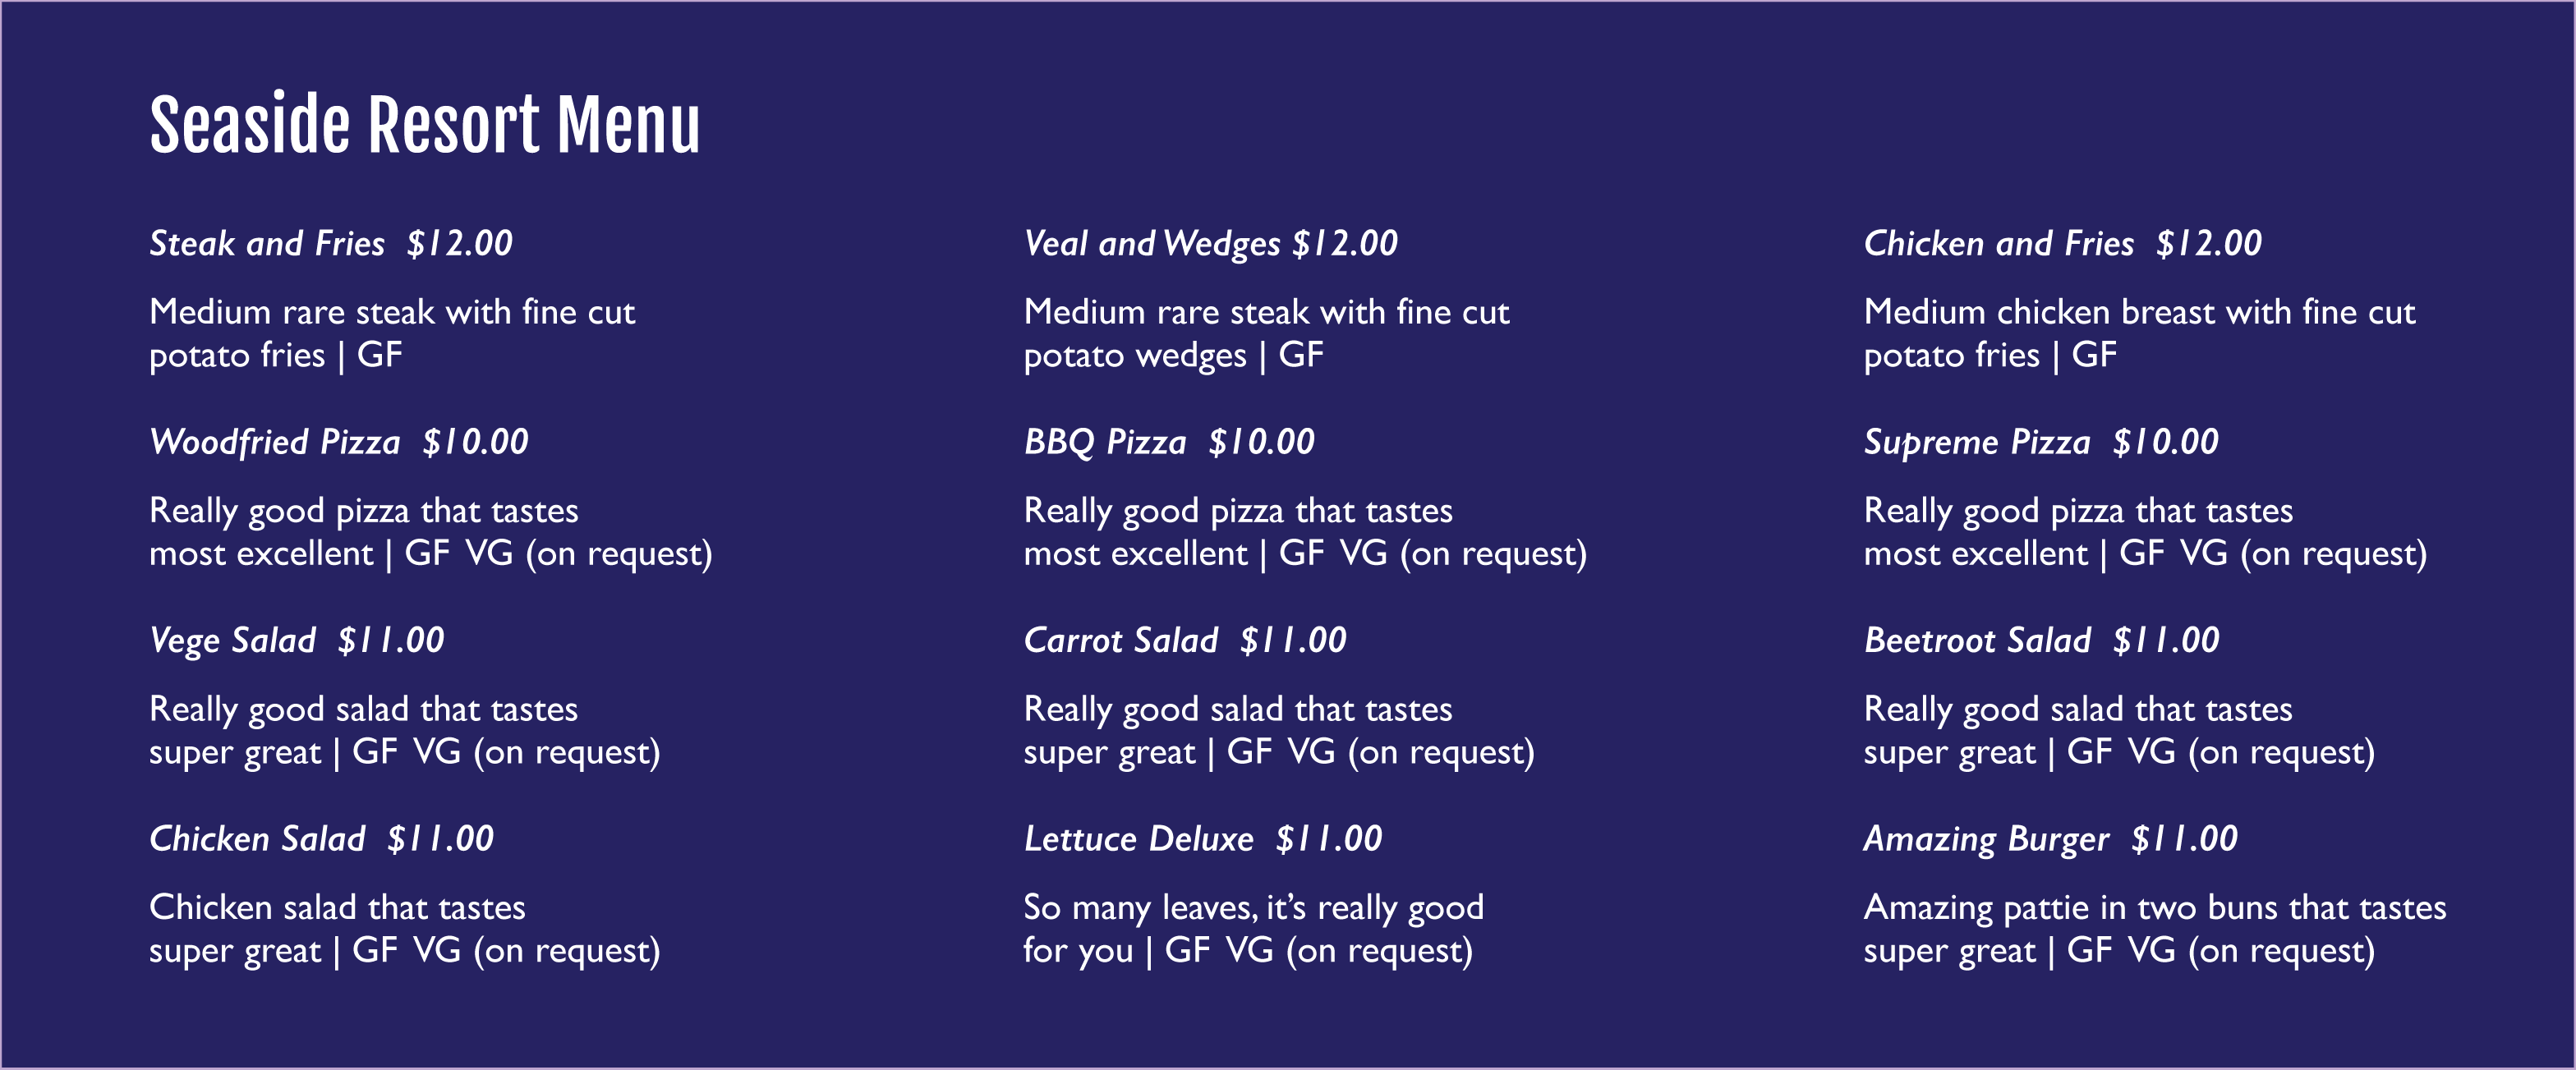 Seaside Resort Menu
Steak and Fries  $12.00
Medium rare steak with fine cut
potato fries | GF
Woodfried Pizza  $10.00
Really good pizza that tastes
most excellent | GF  VG (on request)
Vege Salad  $11.00
Really good salad that tastes
super great | GF  VG (on request)
Chicken Salad  $11.00
Chicken salad that tastes
super great | GF  VG (on request)
Veal and Wedges $12.00
Medium rare steak with fine cut
potato wedges | GF
BBQ Pizza  $10.00
Really good pizza that tastes
most excellent | GF  VG (on request)
Carrot Salad  $11.00
Really good salad that tastes
super great | GF  VG (on request)
Lettuce Deluxe  $11.00
So many leaves, it’s really good
for you | GF  VG (on request)
Chicken and Fries  $12.00
Medium chicken breast with fine cut
potato fries | GF
Supreme Pizza  $10.00
Really good pizza that tastes
most excellent | GF  VG (on request)
Beetroot Salad  $11.00
Really good salad that tastes
super great | GF  VG (on request)
Amazing Burger  $11.00
Amazing pattie in two buns that tastes
super great | GF  VG (on request)